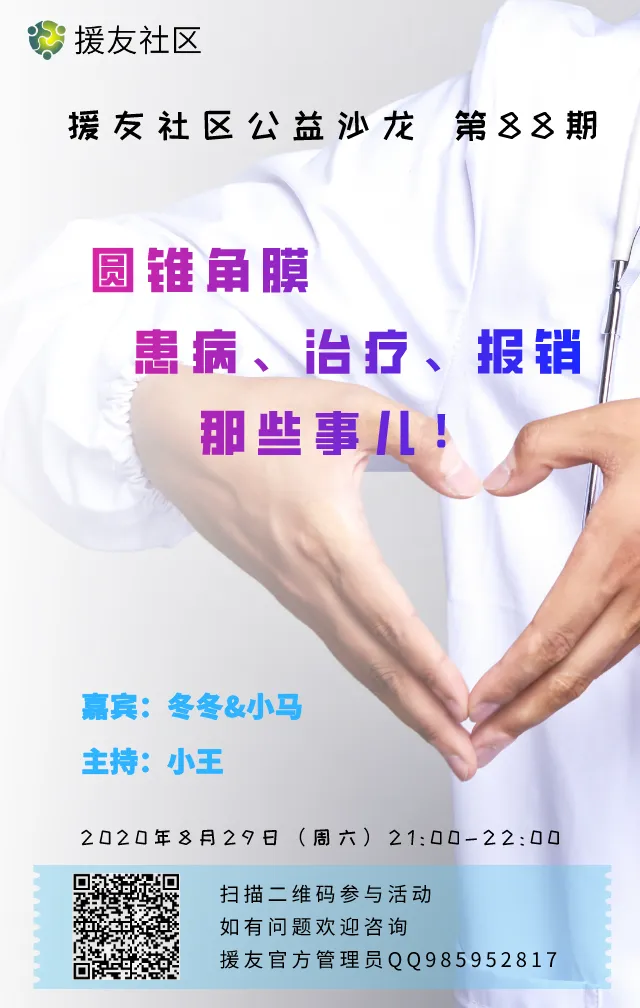 援友社区
援友社区公益沙龙 第88期
圆锥角膜
患病、治疗、报销
那些事儿！
嘉宾：冬冬&小马
主持：小王
2020年8月29日（周六）21:00-22:00
扫描二维码参与活动
如有问题欢迎咨询
援友官方管理员QQ985952817